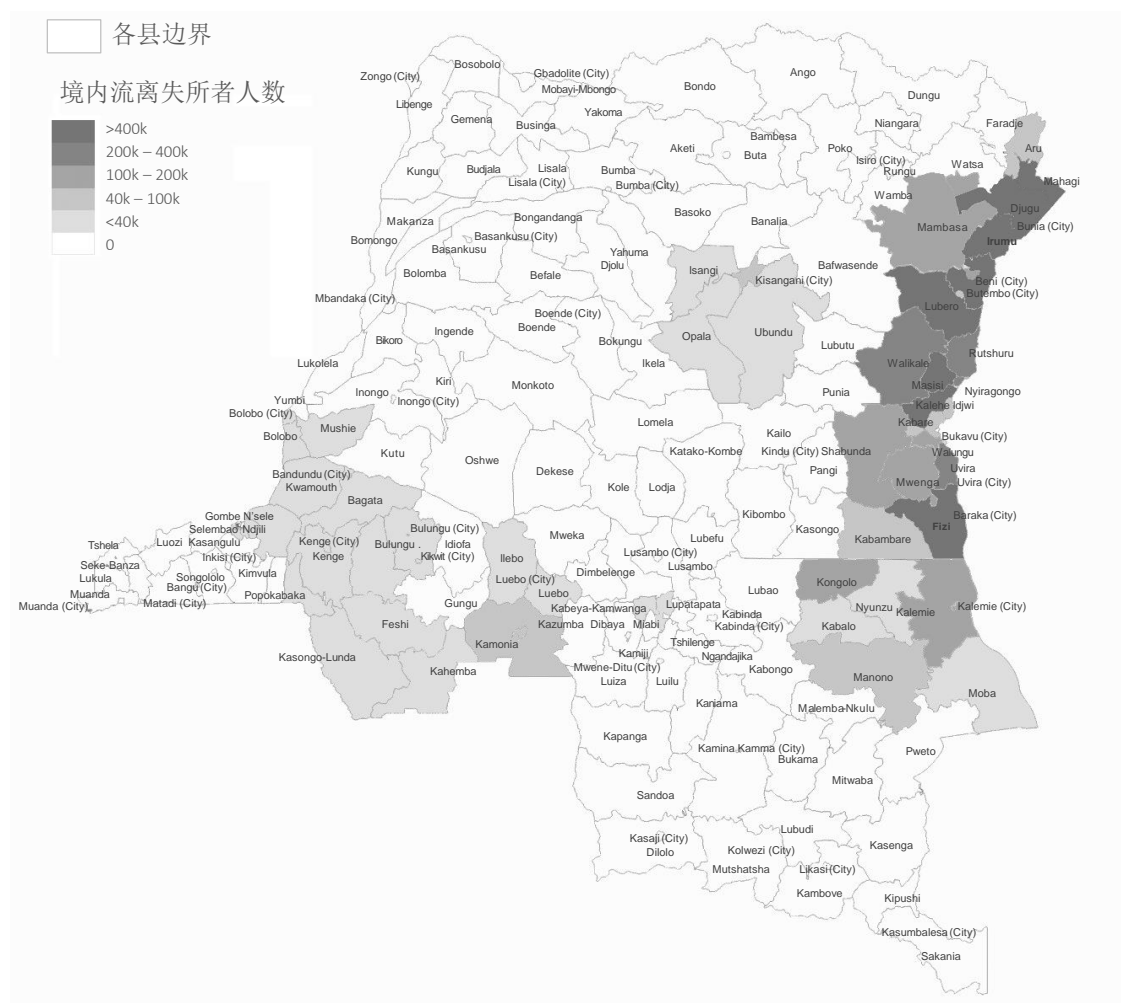 各县边界
境内流离失所者人数
>400k
200k – 400k
100k – 200k
40k – 100k
<40k
0
Bosobolo
Zongo (City)
Gbadolite (City)
Mobayi-Mbongo
Ango
Bondo
Dungu
Libenge
Gemena
Businga
Yakoma
Niangara
Faradje
Bambesa
Aketi
Buta
Poko
Aru
Isiro (City)
Rungu
Watsa
Kungu
Budjala
Lisala
Lisala (City)
Bumba
Bumba (City)
Mahagi
Wamba
Djugu
Makanza
Bongandanga
Basoko
Banalia
Mambasa
Bunia (City)
Bomongo
Basankusu (City)
Basankusu
Irumu
Yahuma
Djolu
Bolomba
Befale
Isangi
Bafwasende
Kisangani (City)
Beni (City)
Butembo (City)
Mbandaka (City)
Lubero
Boende (City)
Boende
Ingende
Bikoro
Bokungu
Opala
Ubundu
Lubutu
Rutshuru
Lukolela
Ikela
Walikale
Kiri
Inongo
Inongo (City)
Monkoto
Masisi
Nyiragongo
Punia
Yumbi
Bolobo (City)
Kalehe
Idjwi
Mushie
Lomela
Kabare
Bolobo
Kailo
Bukavu (City)
Kutu
Oshwe
Katako-Kombe
Kindu (City)
Shabunda
Walungu
Dekese
Pangi
Uvira
Bandundu (City)
Kwamouth
Kole
Lodja
Mwenga
Uvira (City)
Bagata
Kibombo
Gombe
N'sele
Baraka (City)
Selembao
Ndjili
Bulungu (City)
Kasongo
Fizi
Luozi
Kasangulu
Kenge (City)
Kenge
Bulungu
Idiofa
Kikwit (City)
Mweka
Lubefu
Kabambare
Tshela
Inkisi (City)
Ilebo
Lusambo (City)
Lusambo
Seke-Banza
Lukula
Songololo
Bangu (City)
Kimvula
Luebo (City)
Luebo
Dimbelenge
Lubao
Kongolo
Muanda
Muanda (City)
Matadi (City)
Popokabaka
Gungu
Kabeya-Kamwanga
Lupatapata
Kabinda
Kabinda (City)
Nyunzu
Kalemie
Kalemie (City)
Feshi
Kazumba
Dibaya
Miabi
Kabalo
Kamonia
Tshilenge
Kasongo-Lunda
Kamiji
Ngandajika
Kahemba
Mwene-Ditu (City)
Kabongo
Manono
Luiza
Luilu
Moba
Kaniama
Malemba-Nkulu
Kapanga
Kamina
Kamma (City)
Bukama
Pweto
Mitwaba
Sandoa
Lubudi
Kasaji (City)
Dilolo
Kolwezi (City)
Kasenga
Mutshatsha
Likasi (City)
Kambove
Kipushi
Kasumbalesa (City)
Sakania